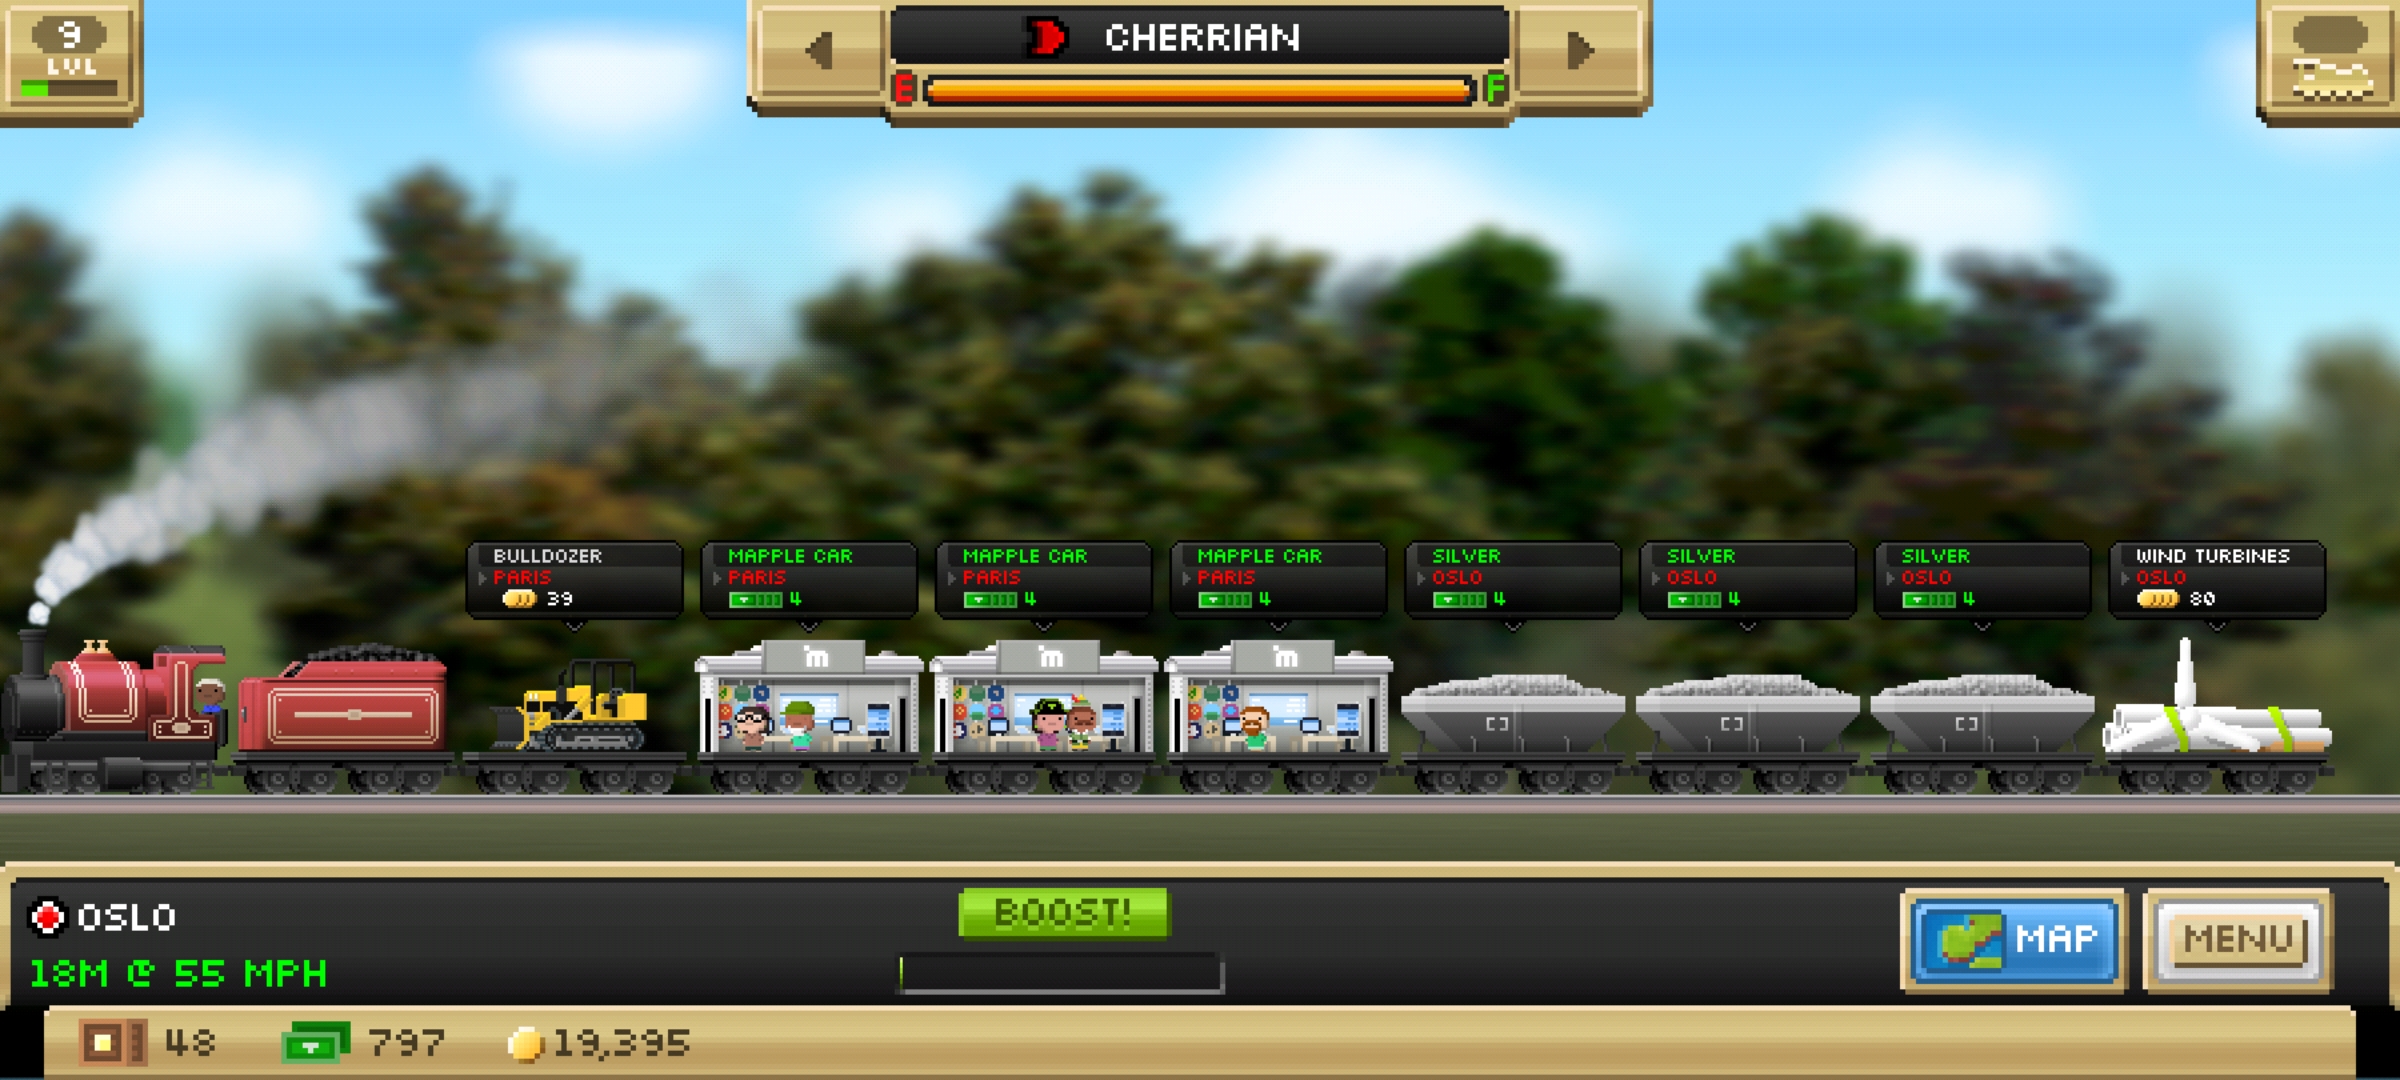 9
LVL
CHERRIAN
E
F
BULLDOZER
PARIS
39
MAPPLE CAR
PARIS
4
MAPPLE CAR
PARIS
4
MAPPLE CAR
PARIS
4
SILVER
OSLO
4
SILVER
OSLO
4
SILVER
OSLO
4
WIND TURBINES
OSLO
80
m
m
m
OSLO
18M @ 55 MPH
BOOST!
MAP
MENU
48
797
19,395